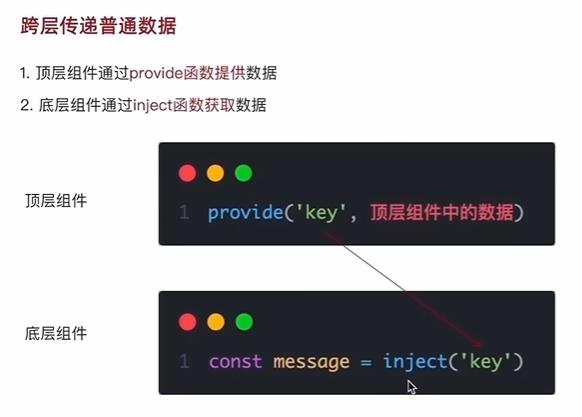 跨层传递普通数据
1. 顶层组件通过provide函数提供数据
2. 底层组件通过inject函数获取数据
顶层组件
1 provide('key', 顶层组件中的数据)
底层组件
1 const message = inject('key')